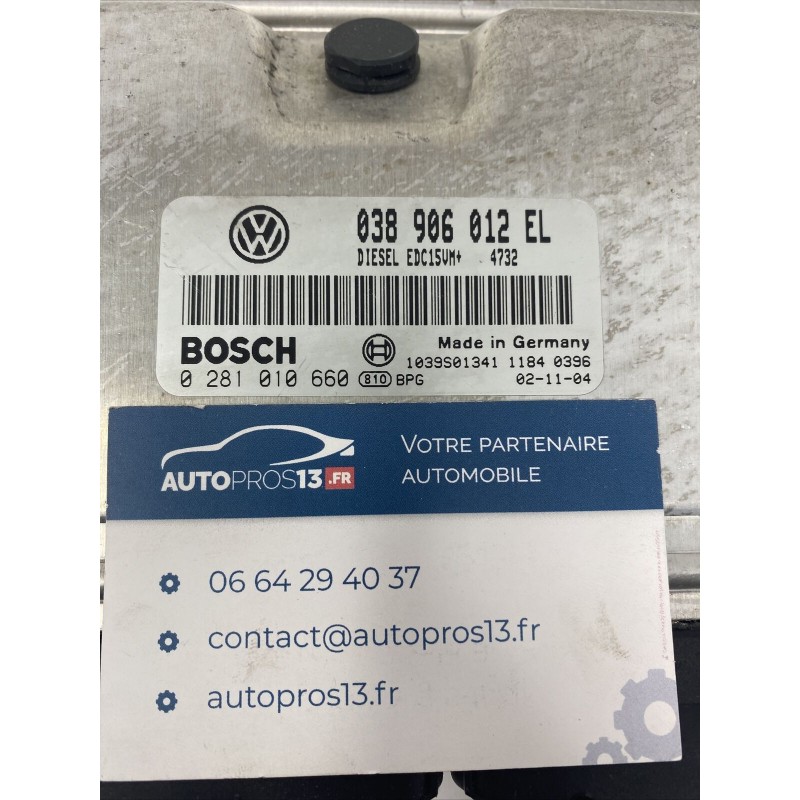 038 906 012 EL
DIESEL EDC15VM+ 4732
BOSCH
Made in Germany
1039S01341 1184 0396
0 281 010 660 810 BPG 02-11-04
AUTOPROS13.FR
VOTRE PARTENAIRE
AUTOMOBILE
06 64 29 40 37
contact@autopros13.fr
autopros13.fr